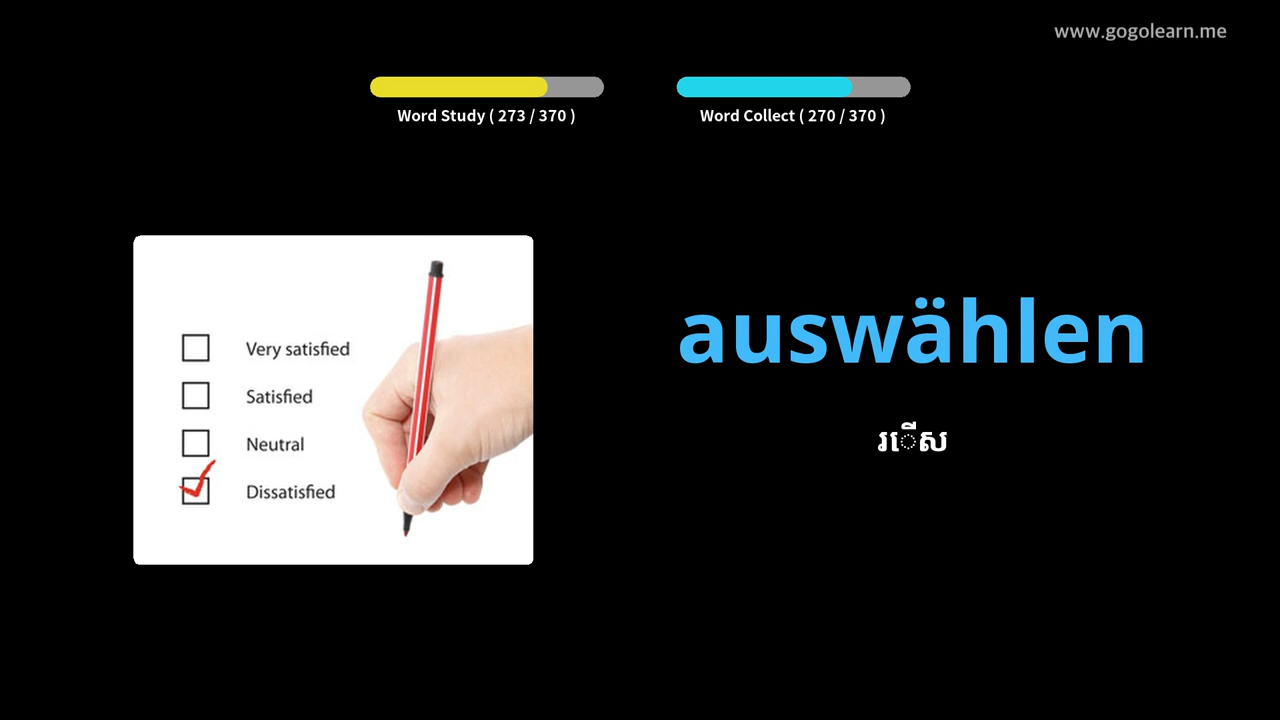 www.gogolearn.me
Word Study ( 273 / 370 )
Word Collect ( 270 / 370 )
Very satisfied
Satisfied
Neutral
Dissatisfied
auswählen
រើស